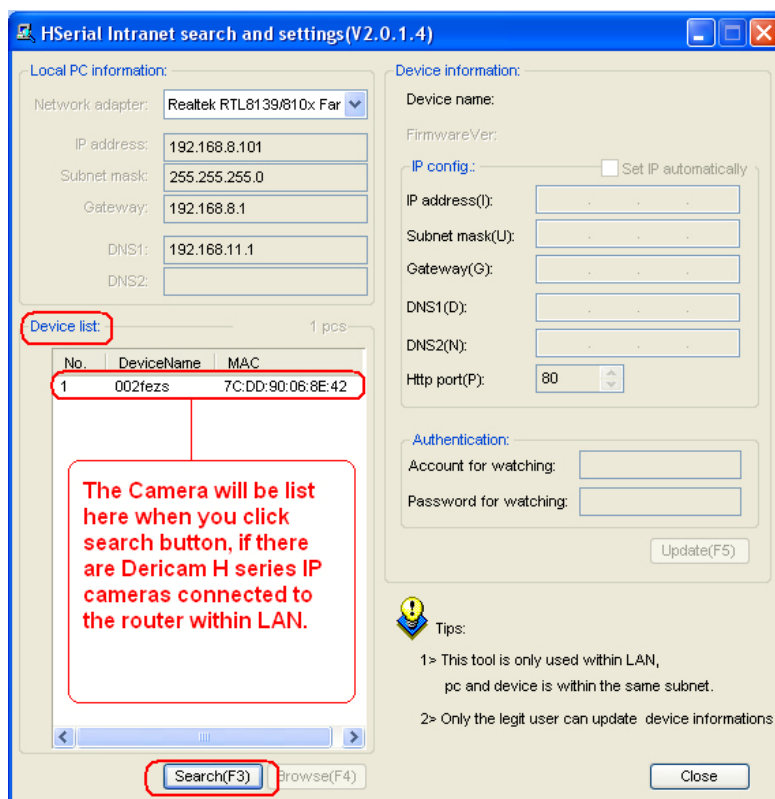 HSerial Intranet search and settings(V2.0.1.4)
Local PC information:
Network adapter: Realtek RTL8139/810x Far
IP address: 192.168.8.101
Subnet mask: 255.255.255.0
Gateway: 192.168.8.1
DNS1: 192.168.11.1
DNS2:
Device list: 1 pcs
No. DeviceName MAC
1 002fezs 7C:DD:90:06:8E:42
The Camera will be list
here when you click
search button, if there
are Dericam H series IP
cameras connected to
the router within LAN.
Search(F3) Browse(F4)
Device information:
Device name:
FirmwareVer:
IP config.: Set IP automatically
IP address(I):
Subnet mask(U):
Gateway(G):
DNS1(D):
DNS2(N):
Http port(P): 80
Authentication:
Account for watching:
Password for watching:
Update(F5)
Tips:
1> This tool is only used within LAN,
pc and device is within the same subnet.
2> Only the legit user can update device informations
Close